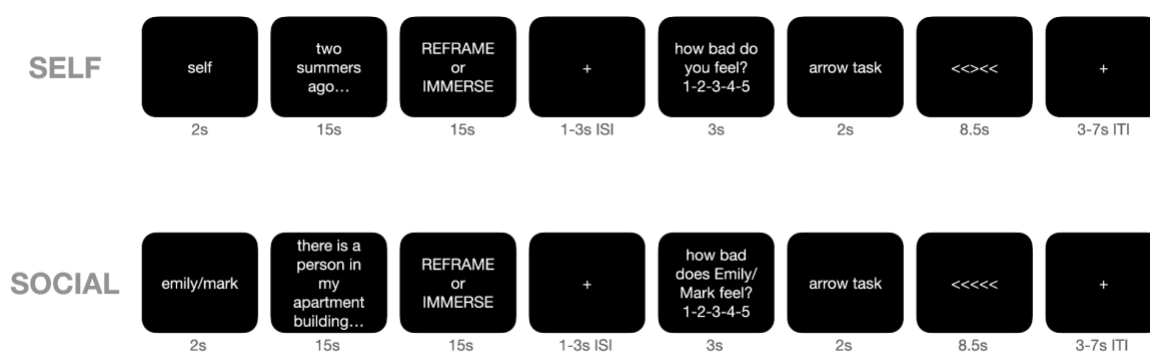 SELF
self
two
summers
ago...
REFRAME
or
IMMERSE
+
how bad do
you feel?
1-2-3-4-5
arrow task
<<><<
+
2s
15s
15s
1-3s ISI
3s
2s
8.5s
3-7s ITI
SOCIAL
emily/mark
there is a
person in
my
apartment
building...
REFRAME
or
IMMERSE
+
how bad
does Emily/
Mark feel?
1-2-3-4-5
arrow task
<<<<<
+
2s
15s
15s
1-3s ISI
3s
2s
8.5s
3-7s ITI